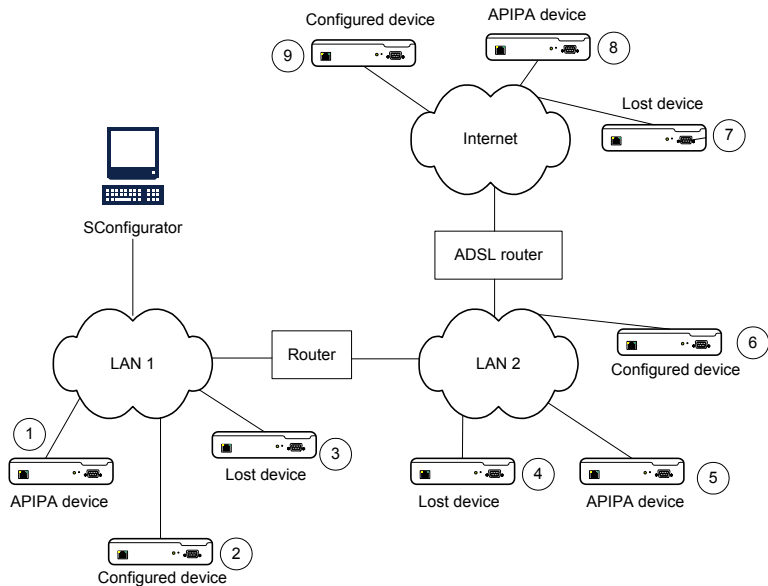 Configured device
APIPA device
9
8
Lost device
7
Internet
SConfigurator
ADSL router
LAN 1
Router
LAN 2
6
Configured device
1
APIPA device
3
Lost device
4
Lost device
5
APIPA device
2
Configured device